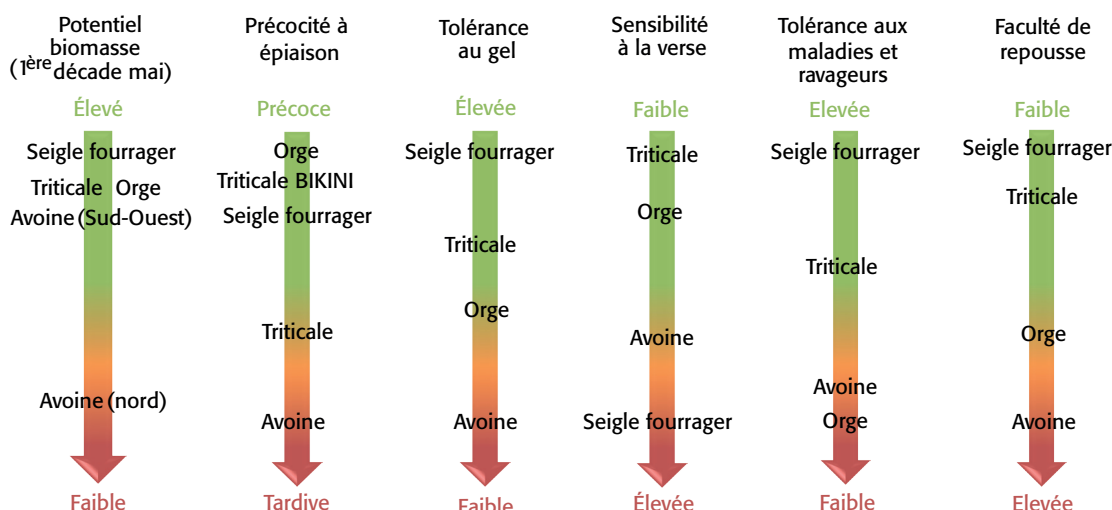 Potentiel
biomasse
(1ère décade mai)
Élevé
Seigle fourrager
Triticale Orge
Avoine (Sud-Ouest)
Avoine (nord)
Faible
Précocité à
épiaison
Précoce
Orge
Triticale BIKINI
Seigle fourrager
Triticale
Avoine
Tardive
Tolérance
au gel
Élevée
Seigle fourrager
Triticale
Orge
Avoine
Faible
Sensibilité
à la verse
Faible
Triticale
Orge
Avoine
Seigle fourrager
Élevée
Tolérance aux
maladies et
ravageurs
Elevée
Seigle fourrager
Triticale
Avoine
Orge
Faible
Faculté de
repousse
Faible
Seigle fourrager
Triticale
Orge
Avoine
Elevée